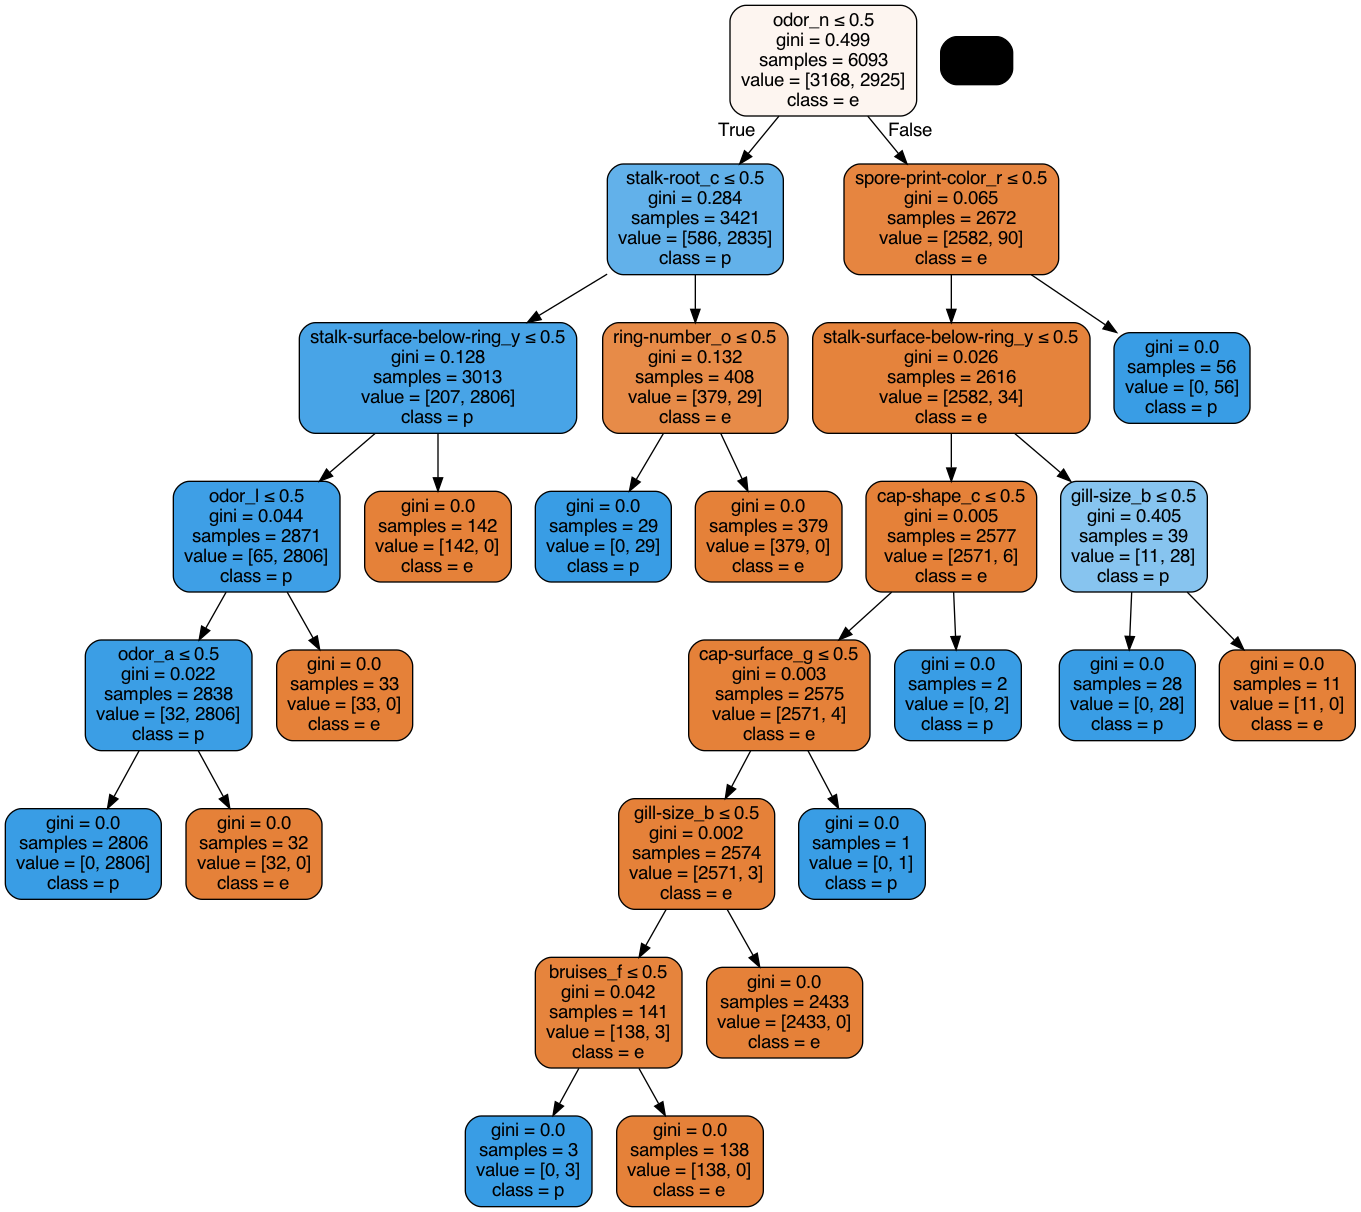 odor_n ≤ 0.5
gini = 0.499
samples = 6093
value = [3168, 2925]
class = e
True
False
stalk-root_c ≤ 0.5
gini = 0.284
samples = 3421
value = [586, 2835]
class = p
spore-print-color_r ≤ 0.5
gini = 0.065
samples = 2672
value = [2582, 90]
class = e
stalk-surface-below-ring_y ≤ 0.5
gini = 0.128
samples = 3013
value = [207, 2806]
class = p
ring-number_o ≤ 0.5
gini = 0.132
samples = 408
value = [379, 29]
class = e
stalk-surface-below-ring_y ≤ 0.5
gini = 0.026
samples = 2616
value = [2582, 34]
class = e
gini = 0.0
samples = 56
value = [0, 56]
class = p
odor_l ≤ 0.5
gini = 0.044
samples = 2871
value = [65, 2806]
class = p
gini = 0.0
samples = 142
value = [142, 0]
class = e
gini = 0.0
samples = 29
value = [0, 29]
class = p
gini = 0.0
samples = 379
value = [379, 0]
class = e
cap-shape_c ≤ 0.5
gini = 0.005
samples = 2577
value = [2571, 6]
class = e
gill-size_b ≤ 0.5
gini = 0.405
samples = 39
value = [11, 28]
class = p
odor_a ≤ 0.5
gini = 0.022
samples = 2838
value = [32, 2806]
class = p
gini = 0.0
samples = 33
value = [33, 0]
class = e
cap-surface_g ≤ 0.5
gini = 0.003
samples = 2575
value = [2571, 4]
class = e
gini = 0.0
samples = 2
value = [0, 2]
class = p
gini = 0.0
samples = 28
value = [0, 28]
class = p
gini = 0.0
samples = 11
value = [11, 0]
class = e
gini = 0.0
samples = 2806
value = [0, 2806]
class = p
gini = 0.0
samples = 32
value = [32, 0]
class = e
gill-size_b ≤ 0.5
gini = 0.002
samples = 2574
value = [2571, 3]
class = e
gini = 0.0
samples = 1
value = [0, 1]
class = p
bruises_f ≤ 0.5
gini = 0.042
samples = 141
value = [138, 3]
class = e
gini = 0.0
samples = 2433
value = [2433, 0]
class = e
gini = 0.0
samples = 3
value = [0, 3]
class = p
gini = 0.0
samples = 138
value = [138, 0]
class = e